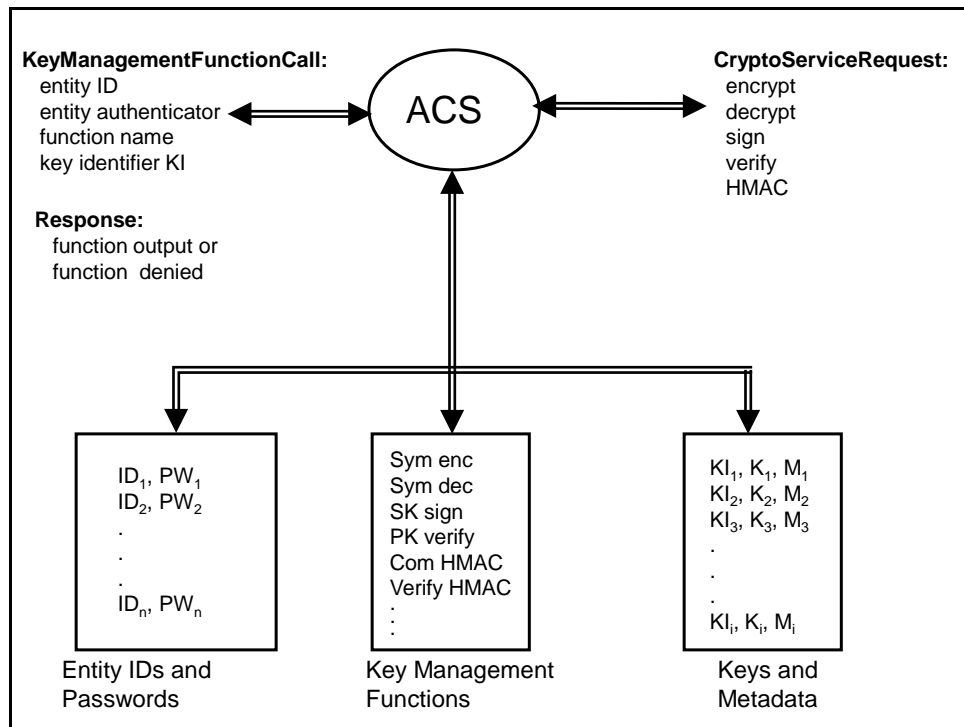 KeyManagementFunctionCall:
entity ID
entity authenticator
function name
key identifier KI
Response:
function output or
function denied
ACS
CryptoServiceRequest:
encrypt
decrypt
sign
verify
HMAC
ID₁, PW₁
ID₂, PW₂
.
.
.
IDₙ, PWₙ
Entity IDs and
Passwords
Sym enc
Sym dec
SK sign
PK verify
Com HMAC
Verify HMAC
.
:
Key Management
Functions
KI₁, K₁, M₁
KI₂, K₂, M₂
KI₃, K₃, M₃
.
.
.
KIᵢ, Kᵢ, Mᵢ
Keys and
Metadata